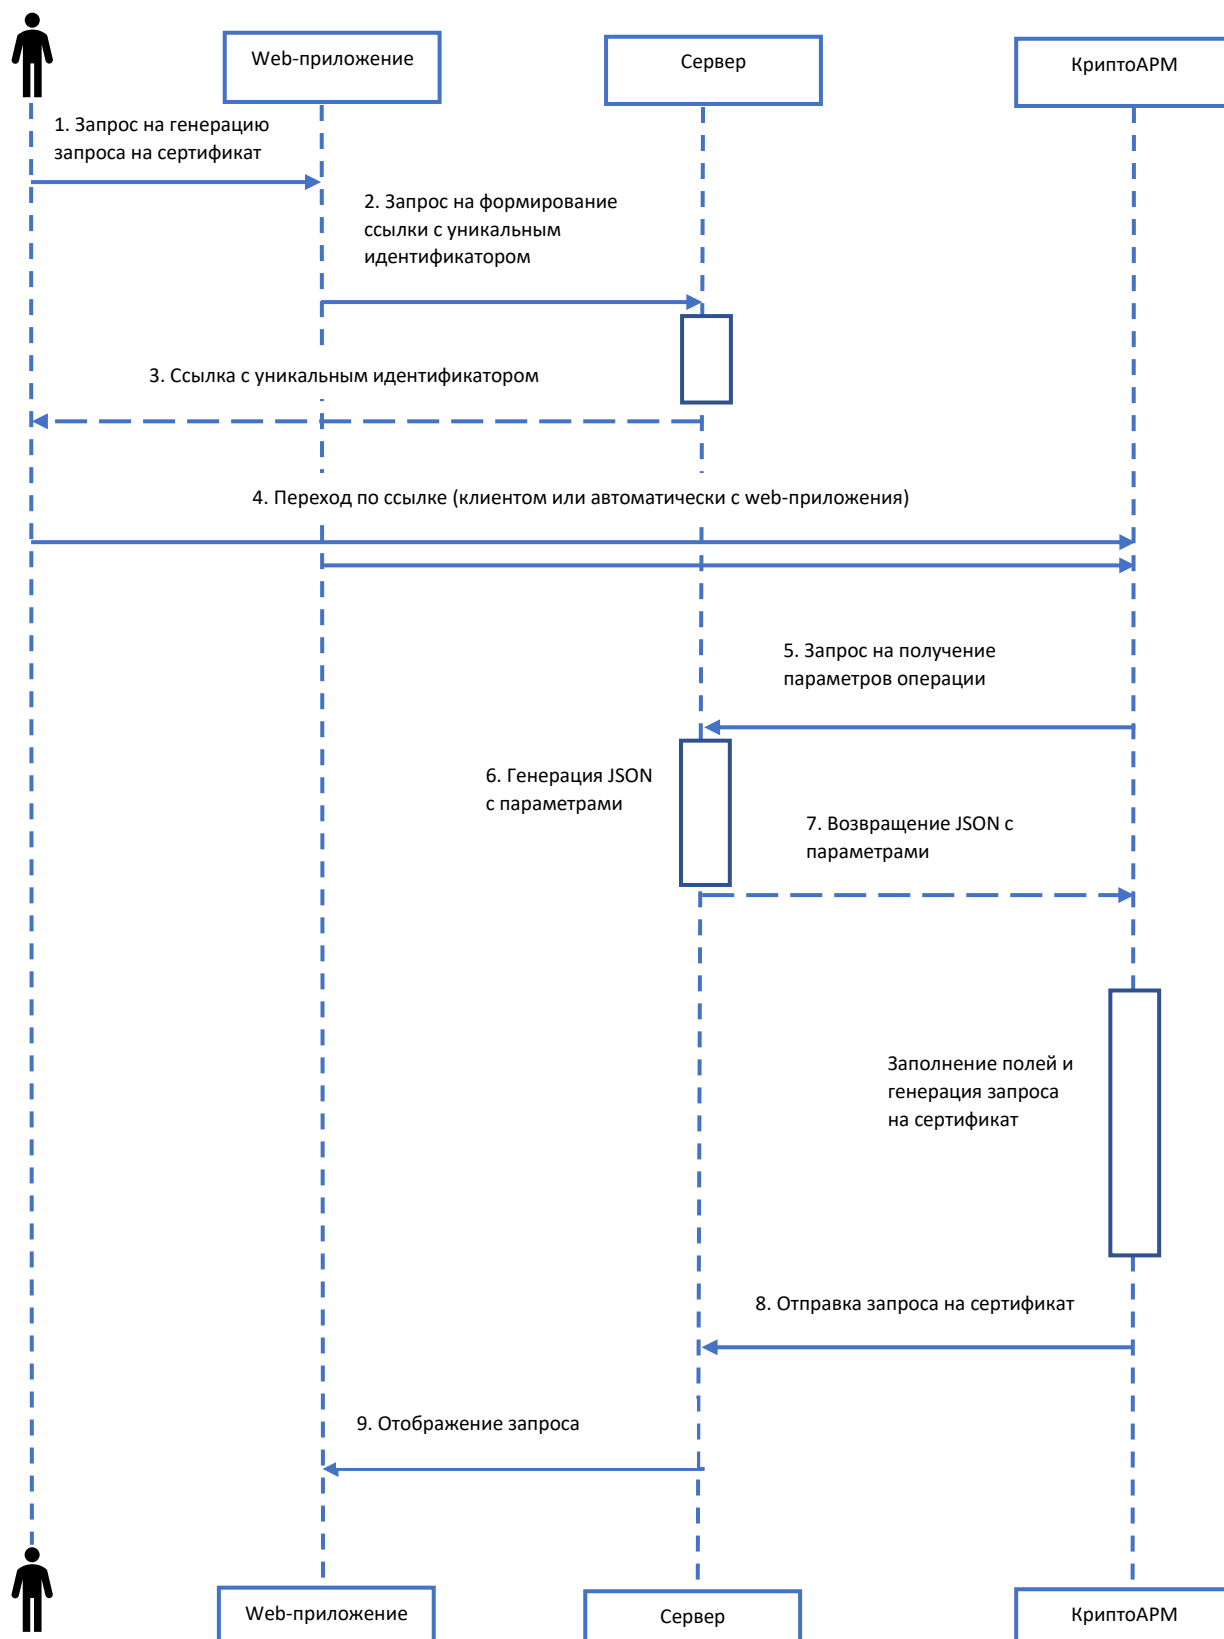 Web-приложение
Сервер
КриптоАРМ
1. Запрос на генерацию
запроса на сертификат
2. Запрос на формирование
ссылки с уникальным
идентификатором
3. Ссылка с уникальным идентификатором
4. Переход по ссылке (клиентом или автоматически с web-приложения)
5. Запрос на получение
параметров операции
6. Генерация JSON
с параметрами
7. Возвращение JSON с
параметрами
Заполнение полей и
генерация запроса
на сертификат
8. Отправка запроса на сертификат
9. Отображение запроса
Web-приложение
Сервер
КриптоАРМ